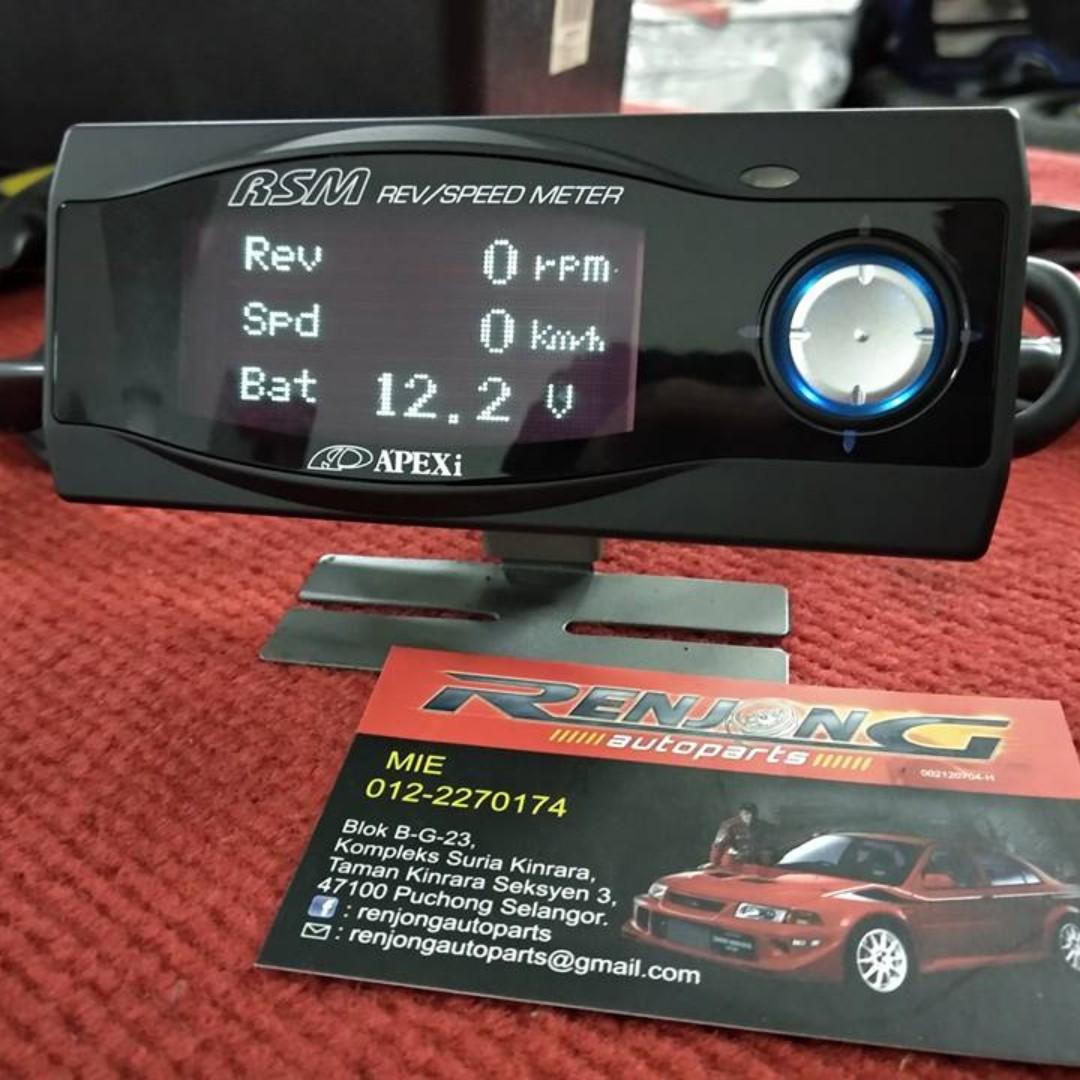 RSM REV/SPEED METER
Rev 0 rpm
Spd 0 km/h
Bat 12.2 V
APEXi
RENJONG
autoparts
002120704-H
MIE
012-2270174
Blok B-G-23,
Kompleks Suria Kinrara,
Taman Kinrara Seksyen 3,
47100 Puchong Selangor.
: renjongautoparts
: renjongautoparts@gmail.com